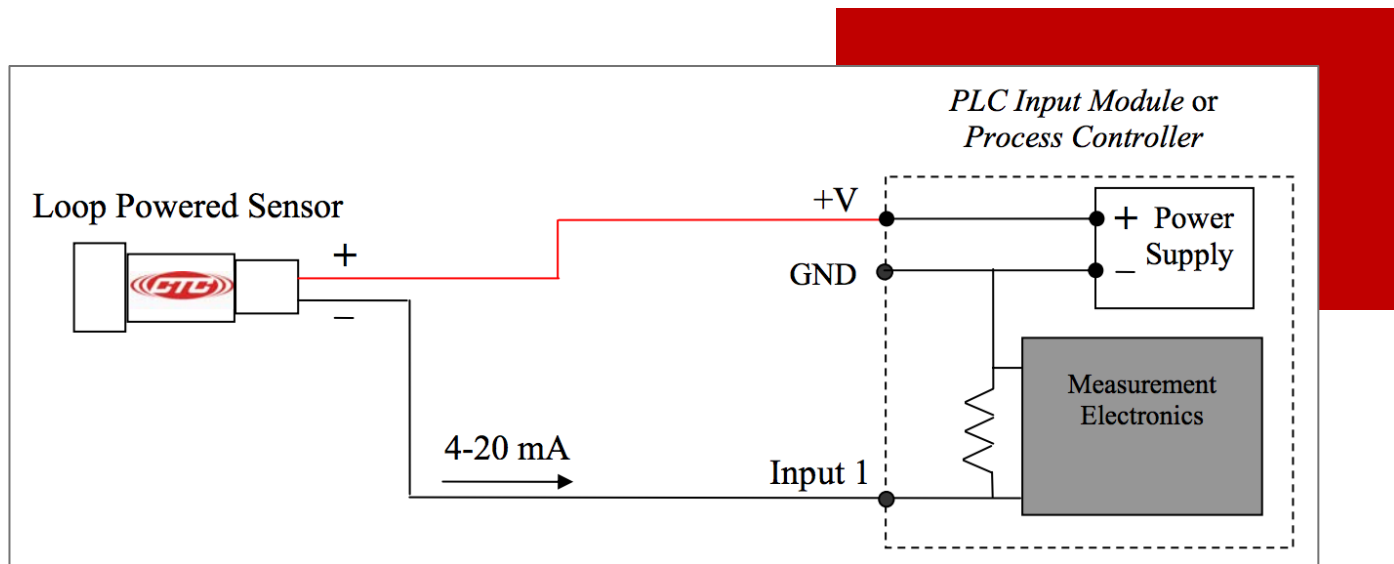 PLC Input Module or
Process Controller
Loop Powered Sensor
+V
+
+ Power
Supply
GND
–
CTC
–
Measurement
Electronics
4-20 mA
Input 1